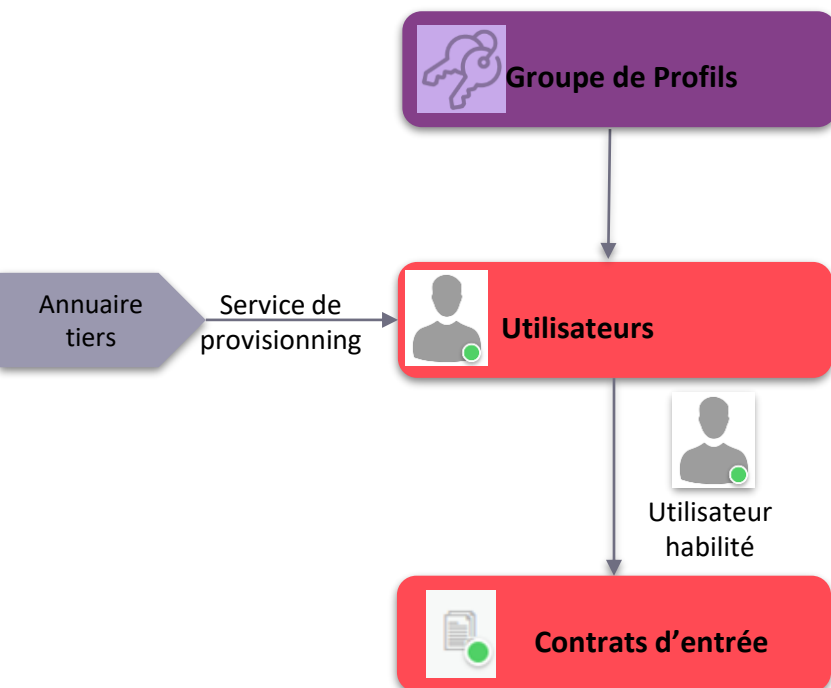 Groupe de Profils
Annuaire
tiers
Service de
provisionning
Utilisateurs
Utilisateur
habilité
Contrats d’entrée